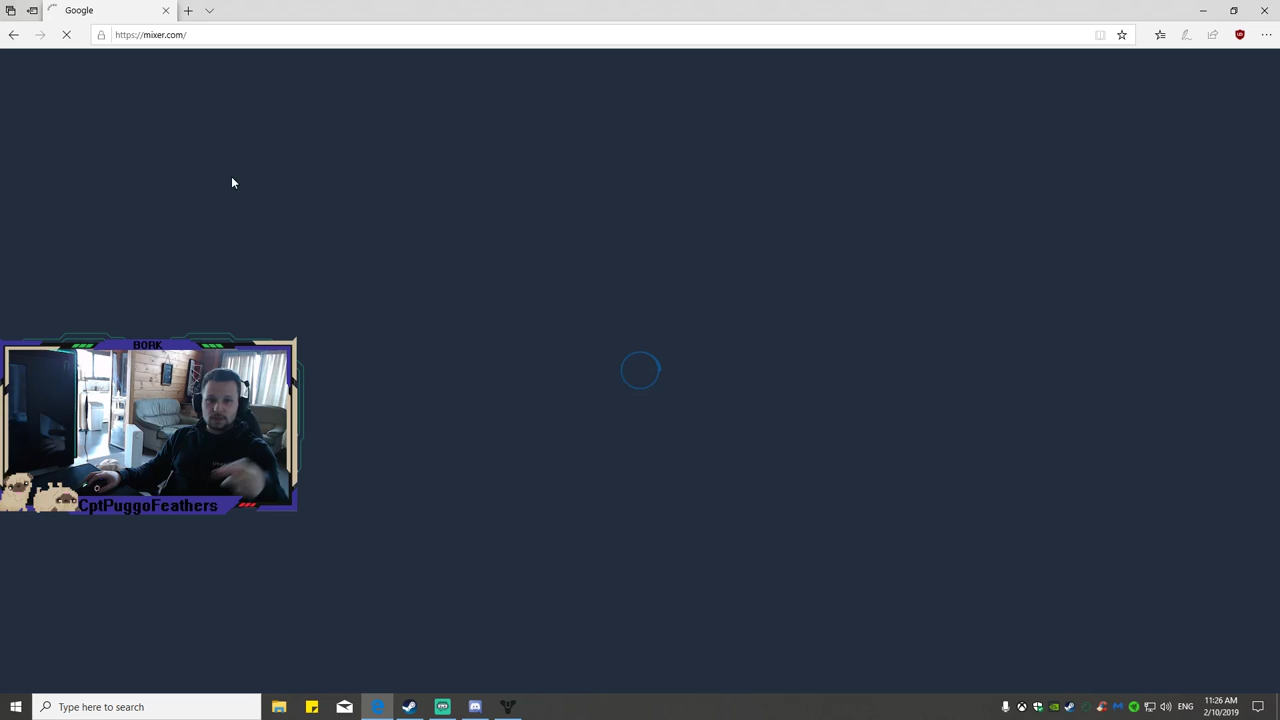 Google
https://mixer.com/
BORK
CptPuggoFeathers
Type here to search
ENG
11:26 AM
2/10/2019